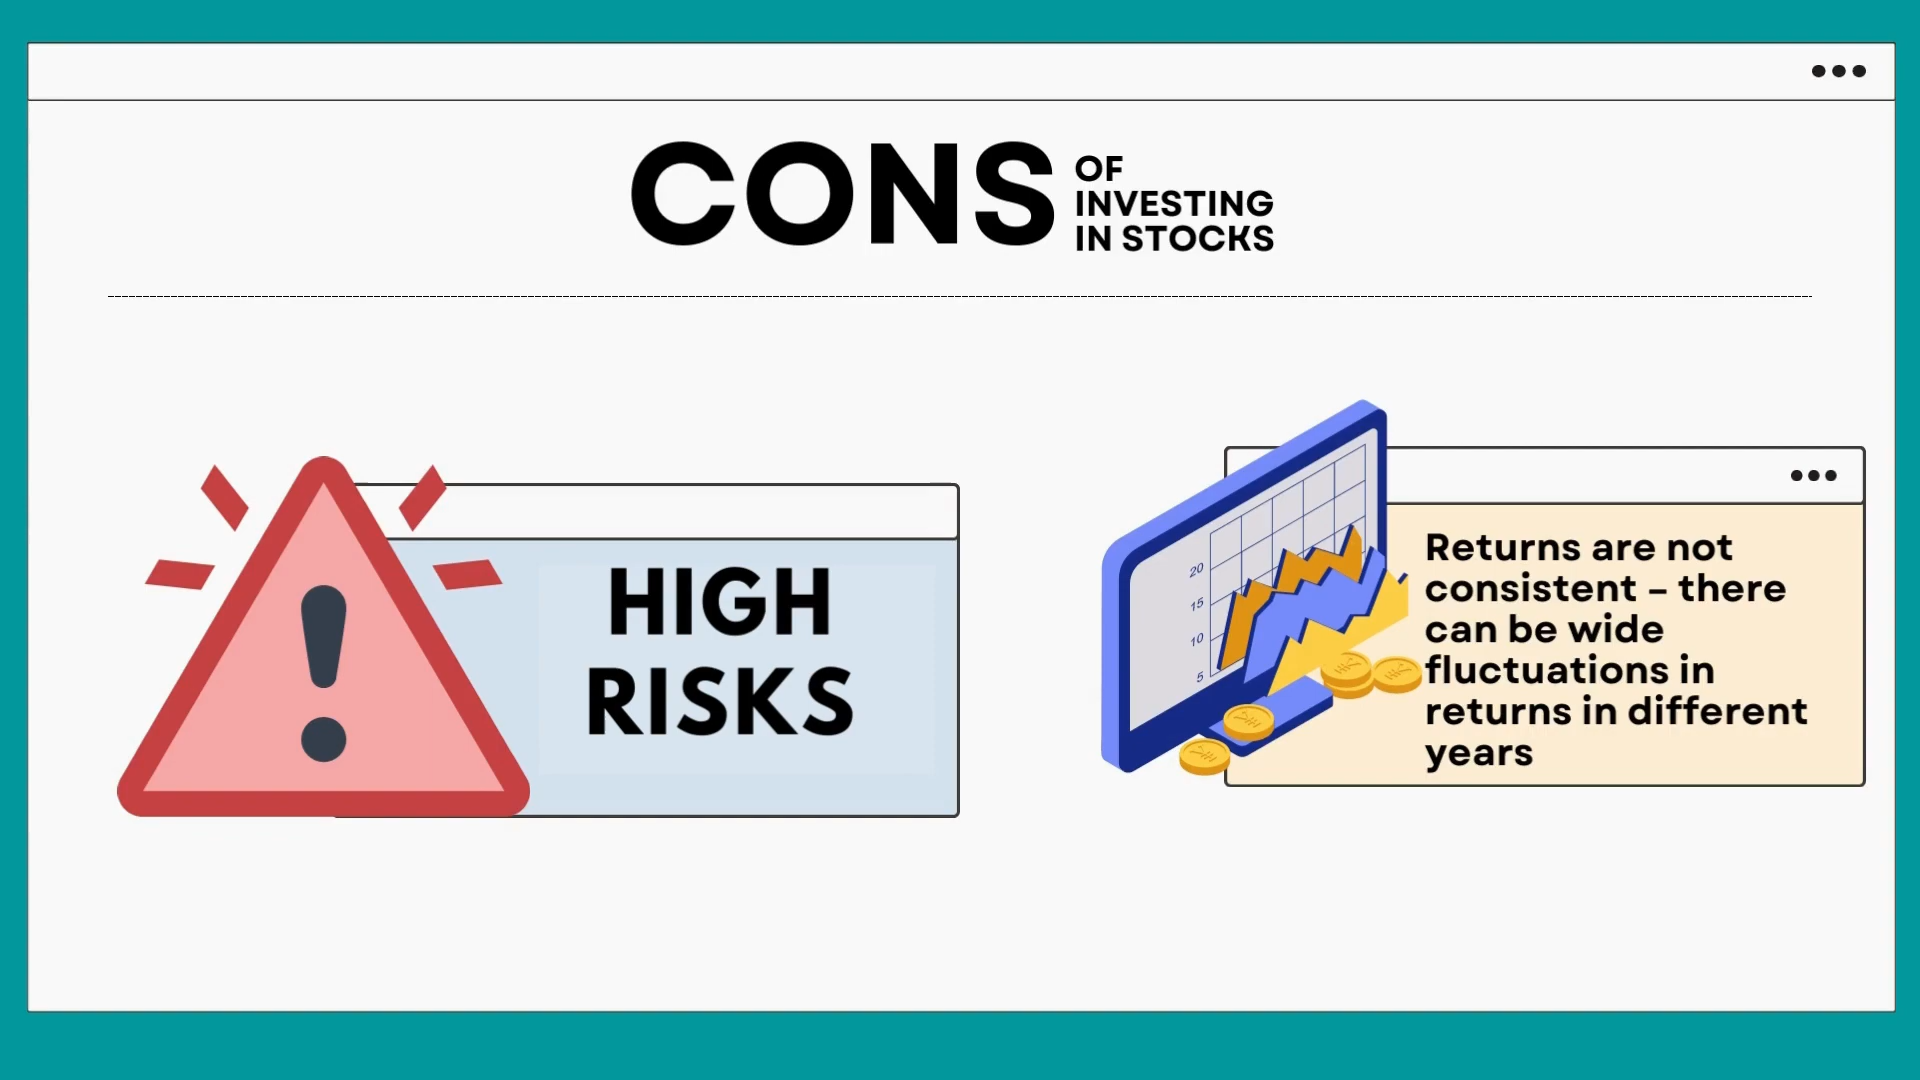 CONS
OF
INVESTING
IN STOCKS
HIGH
RISKS
20
15
10
5
Returns are not
consistent – there
can be wide
fluctuations in
returns in different
years